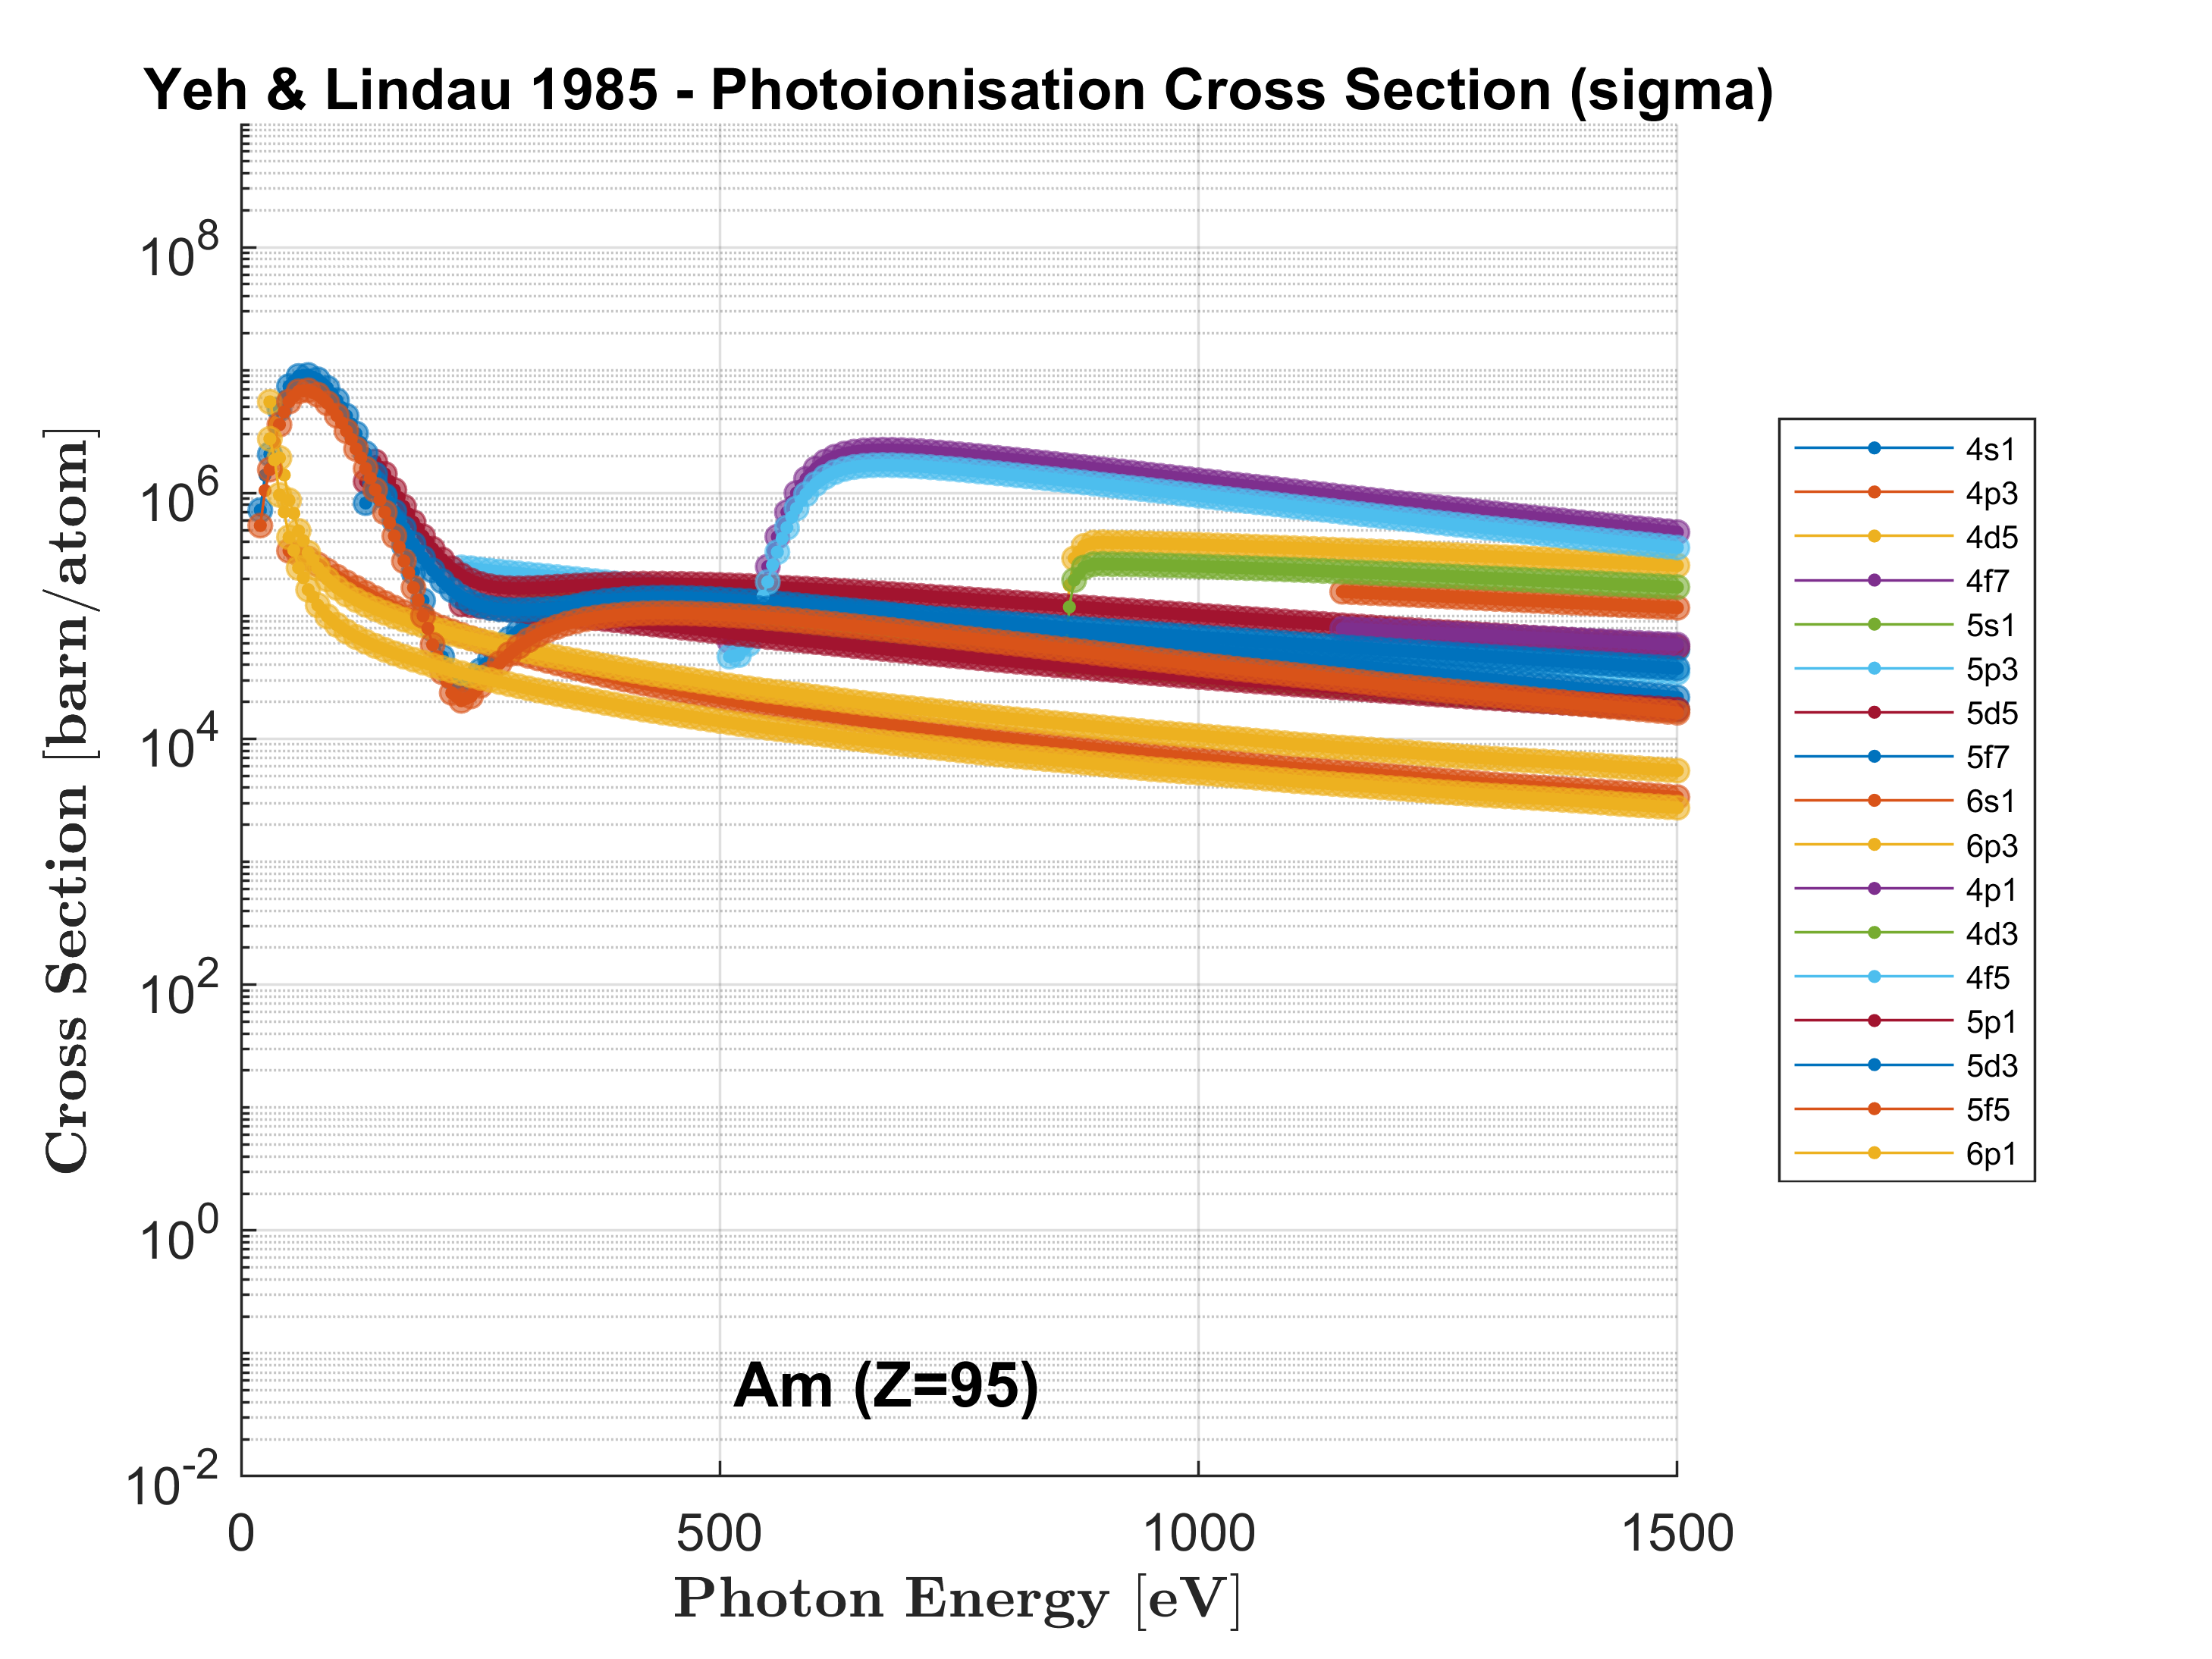 Yeh & Lindau 1985 - Photoionisation Cross Section (sigma)
10^8
10^6
10^4
10^2
10^0
10^-2
Cross Section [barn/atom]
Am (Z=95)
0 500 1000 1500
Photon Energy [eV]
4s1
4p3
4d5
4f7
5s1
5p3
5d5
5f7
6s1
6p3
4p1
4d3
4f5
5p1
5d3
5f5
6p1